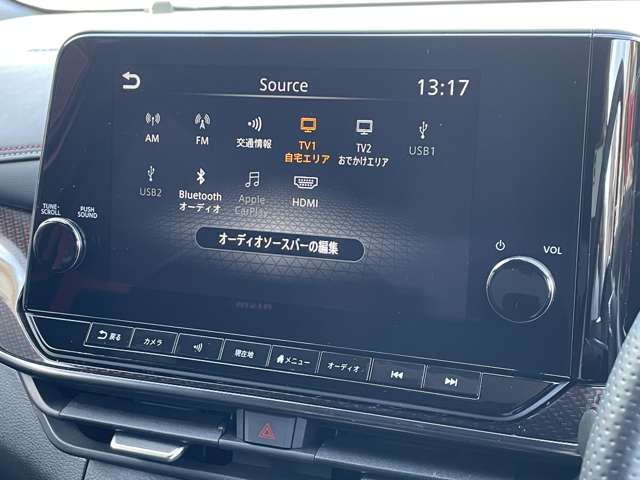 Source
13:17
AM
FM
交通情報
TV1
自宅エリア
TV2
おでかけエリア
USB1
USB2
Bluetooth
オーディオ
Apple
CarPlay
HDMI
オーディオソースバーの編集
TUNE・
SCROLL
PUSH
SOUND
VOL
戻る
カメラ
現在地
メニュー
オーディオ